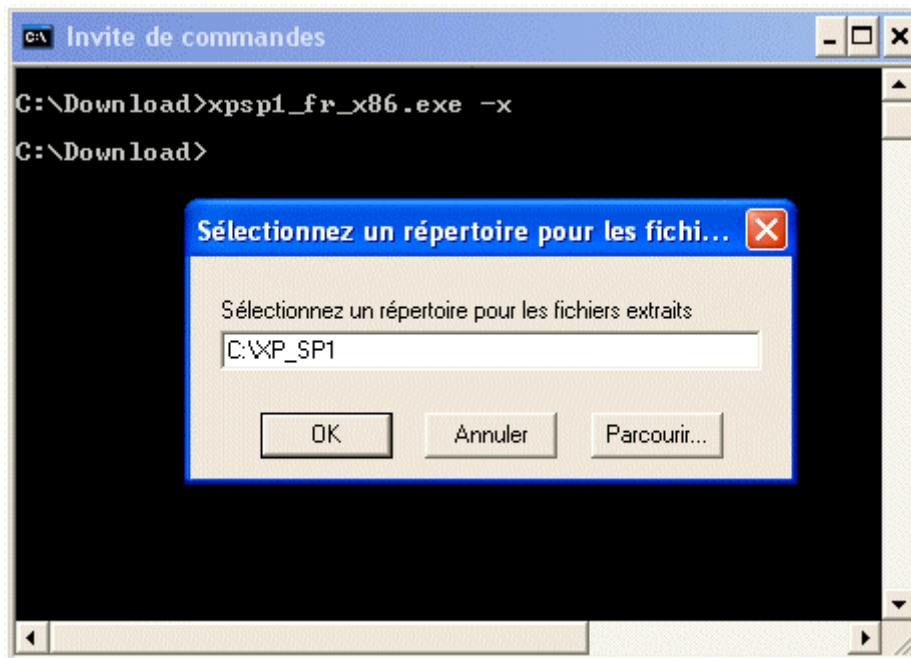 Invite de commandes
C:\Download>xpsp1_fr_x86.exe -x
C:\Download>
Sélectionnez un répertoire pour les fichi...
Sélectionnez un répertoire pour les fichiers extraits
C:\XP_SP1
OK Annuler Parcourir...